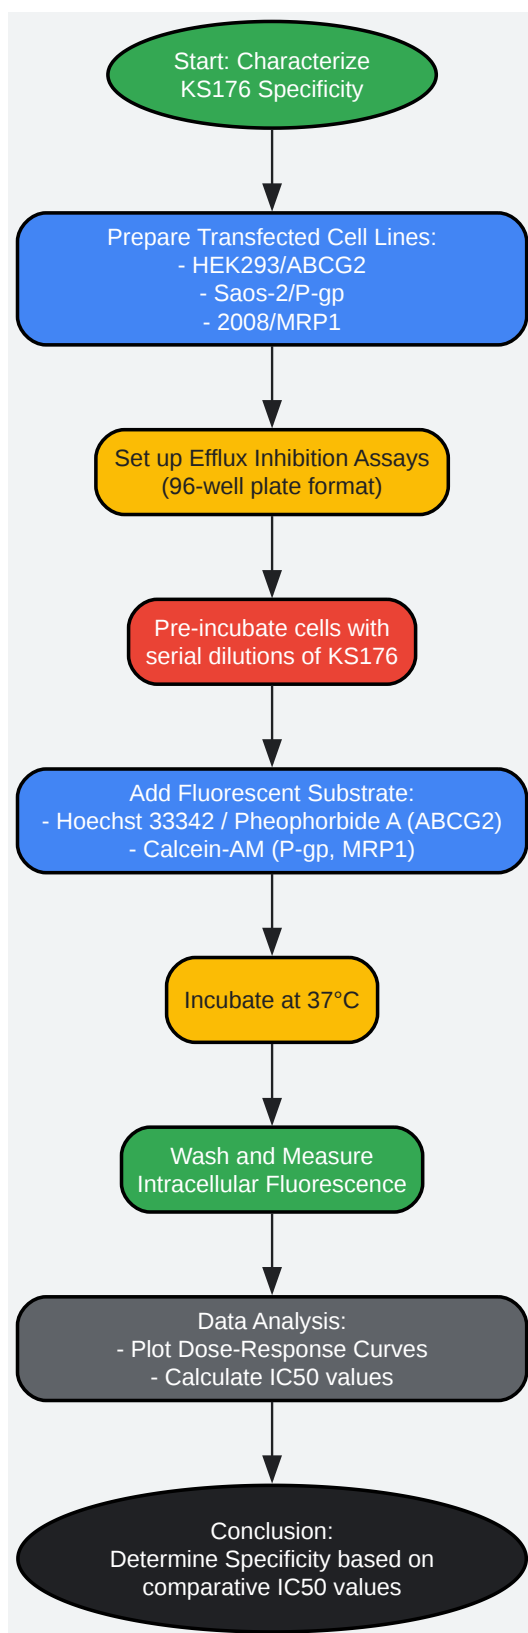 Start: Characterize
KS176 Specificity
Prepare Transfected Cell Lines:
- HEK293/ABCG2
- Saos-2/P-gp
- 2008/MRP1
Set up Efflux Inhibition Assays
(96-well plate format)
Pre-incubate cells with
serial dilutions of KS176
Add Fluorescent Substrate:
- Hoechst 33342 / Pheophorbide A (ABCG2)
- Calcein-AM (P-gp, MRP1)
Incubate at 37°C
Wash and Measure
Intracellular Fluorescence
Data Analysis:
- Plot Dose-Response Curves
- Calculate IC50 values
Conclusion:
Determine Specificity based on
comparative IC50 values